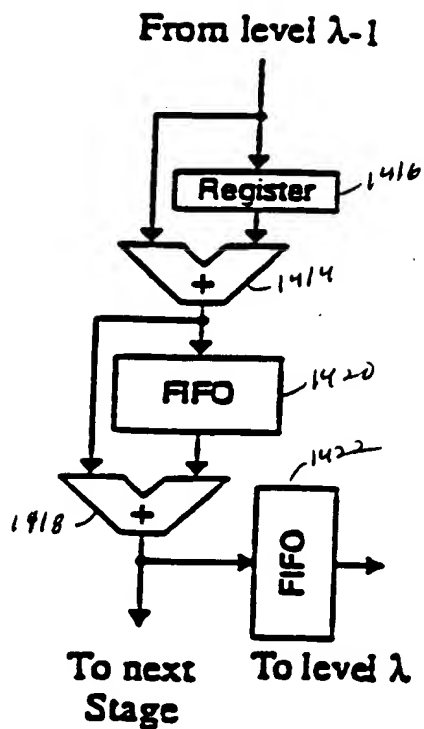 From level λ-1
Register
1416
+
1414
FIFO
1420
1422
+
1418
FIFO
To next
Stage
To level λ